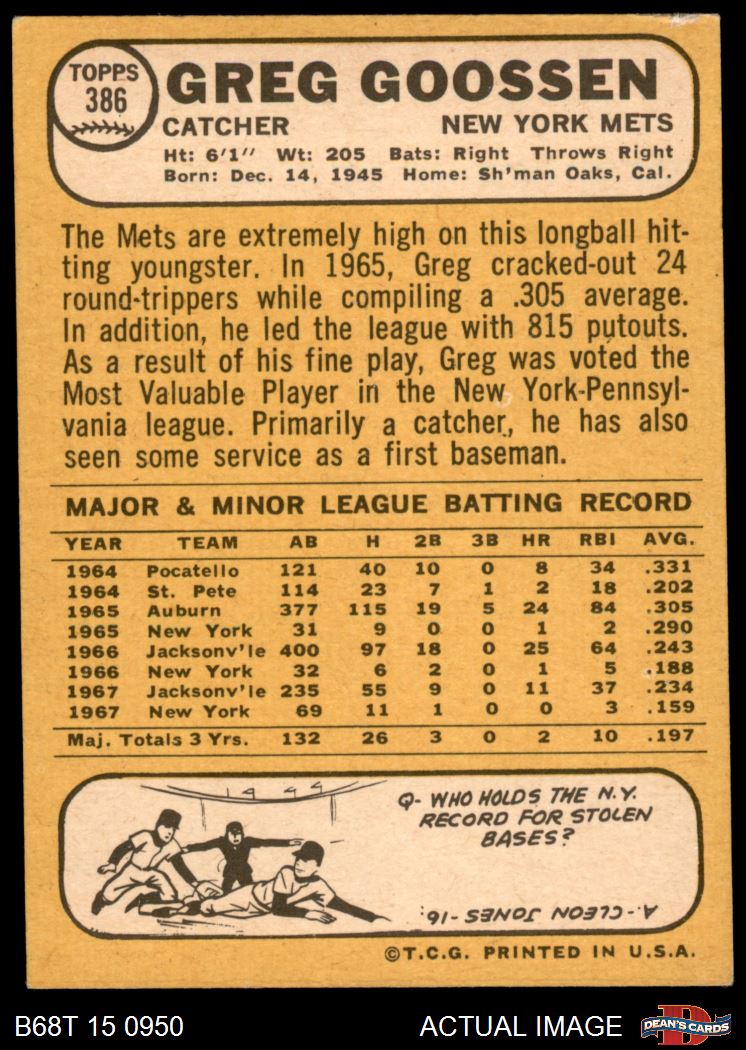 TOPPS
386
GREG GOOSSEN
CATCHER NEW YORK METS
Ht: 6'1" Wt: 205 Bats: Right Throws Right
Born: Dec. 14, 1945 Home: Sh'man Oaks, Cal.
The Mets are extremely high on this longball hit-
ting youngster. In 1965, Greg cracked-out 24
round-trippers while compiling a .305 average.
In addition, he led the league with 815 putouts.
As a result of his fine play, Greg was voted the
Most Valuable Player in the New York-Pennsyl-
vania league. Primarily a catcher, he has also
seen some service as a first baseman.
MAJOR & MINOR LEAGUE BATTING RECORD
YEAR TEAM AB H 2B 3B HR RBI AVG.
1964 Pocatello 121 40 10 0 8 34 .331
1964 St. Pete 114 23 7 1 2 18 .202
1965 Auburn 377 115 19 5 24 84 .305
1965 New York 31 9 0 0 1 2 .290
1966 Jacksonv'le 400 97 18 0 25 64 .243
1966 New York 32 6 2 0 1 5 .188
1967 Jacksonv'le 235 55 9 0 11 37 .234
1967 New York 69 11 1 0 0 3 .159
Maj. Totals 3 Yrs. 132 26 3 0 2 10 .197
Q- WHO HOLDS THE N.Y.
RECORD FOR STOLEN
BASES?
A- CLEON JONES-16.
©T.C.G. PRINTED IN U.S.A.
B68T 15 0950 ACTUAL IMAGE DEAN'S CARDS